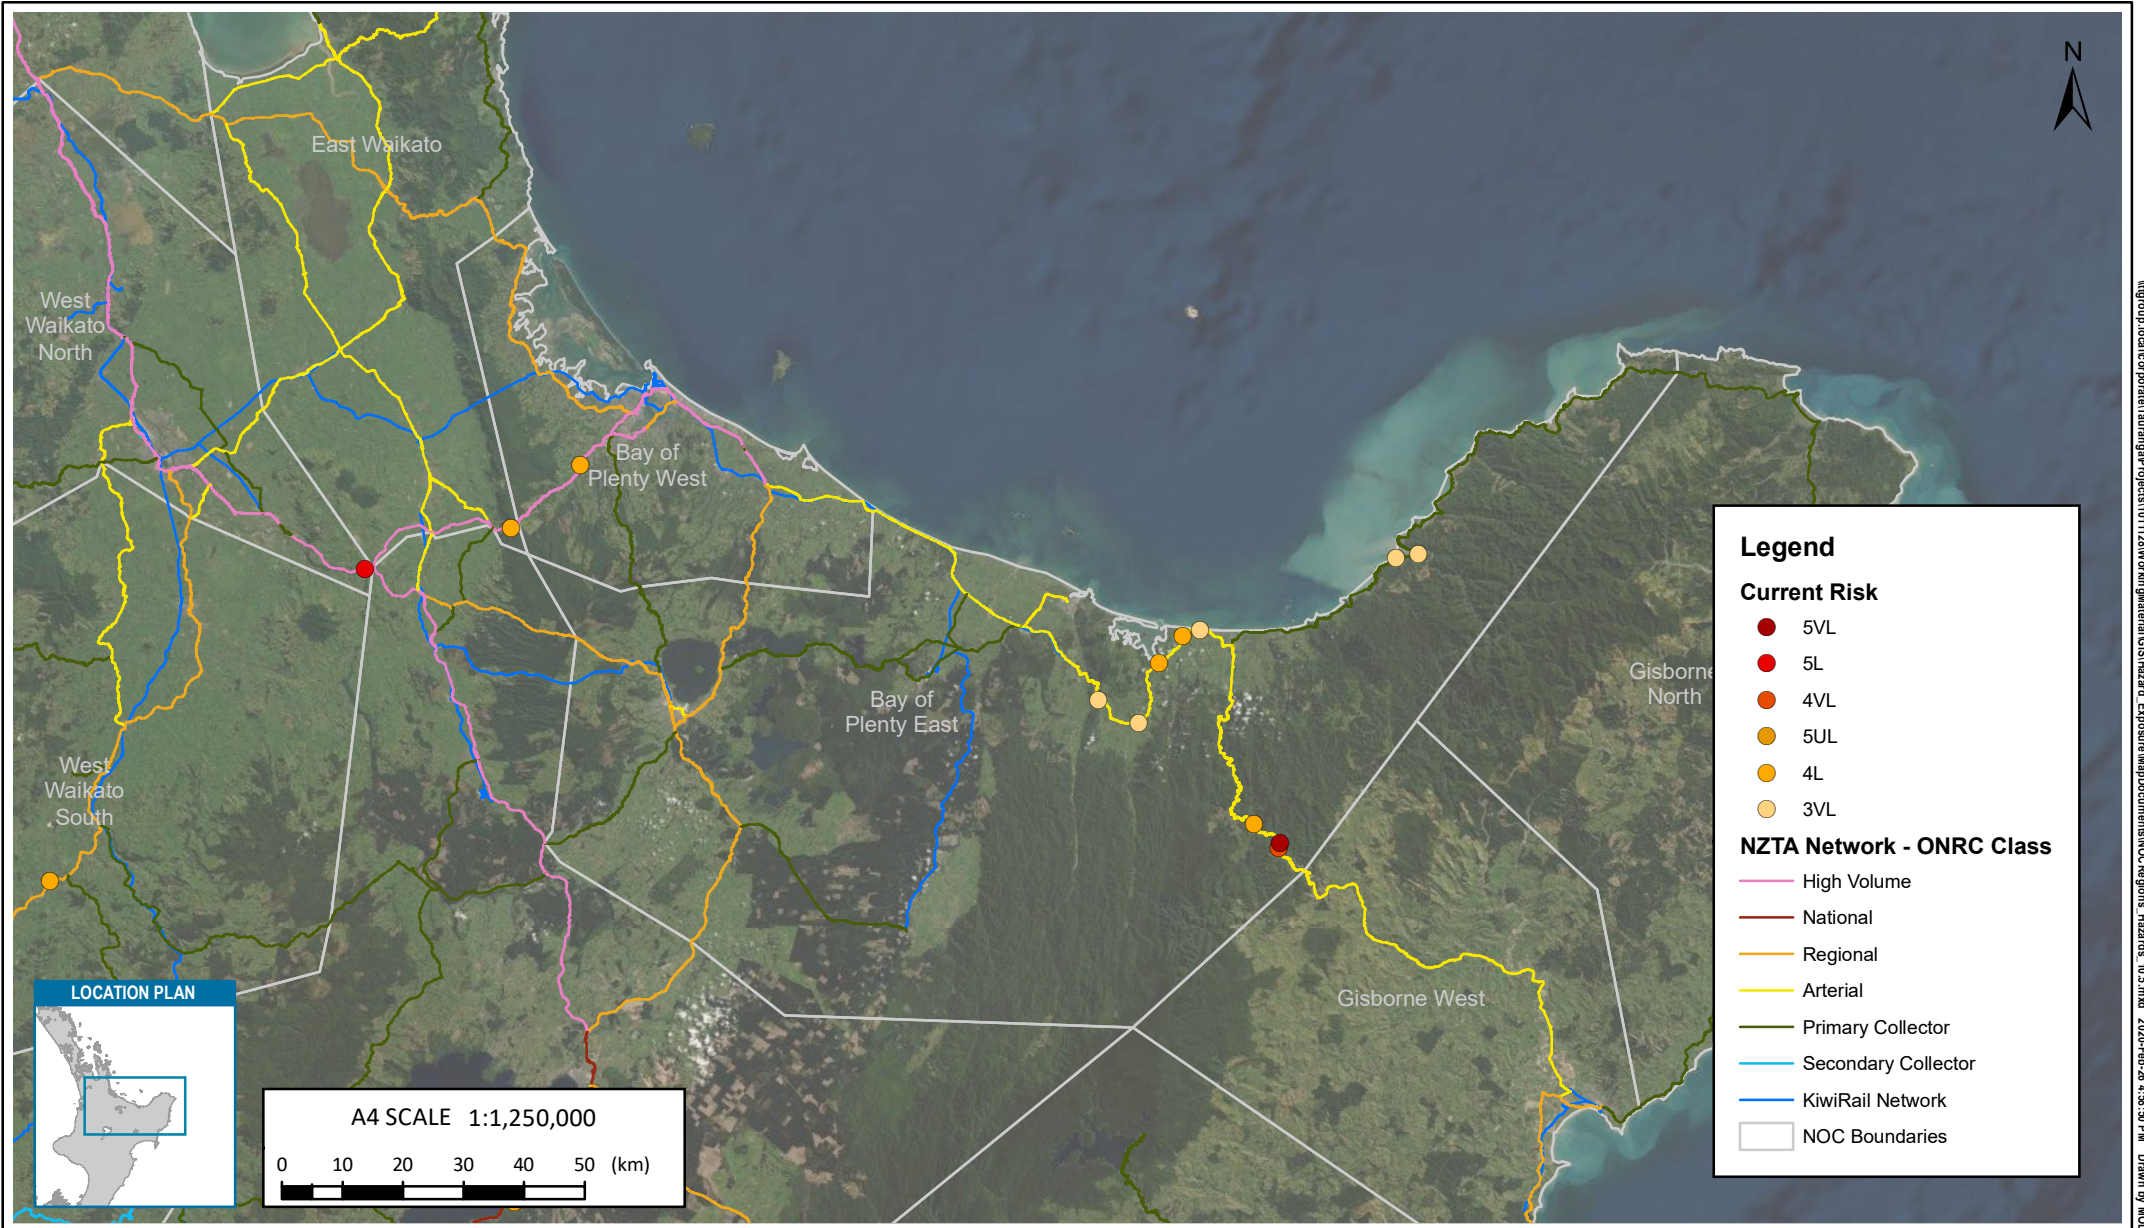 N
East Waikato
West
Waikato
North
Bay of
Plenty West
Bay of
Plenty East
Gisborne
North
West
Waikato
South
Gisborne West
Legend
Current Risk
5VL
5L
4VL
5UL
4L
3VL
NZTA Network - ONRC Class
High Volume
National
Regional
Arterial
Primary Collector
Secondary Collector
KiwiRail Network
NOC Boundaries
LOCATION PLAN
A4 SCALE 1:1,250,000
0 10 20 30 40 50 (km)